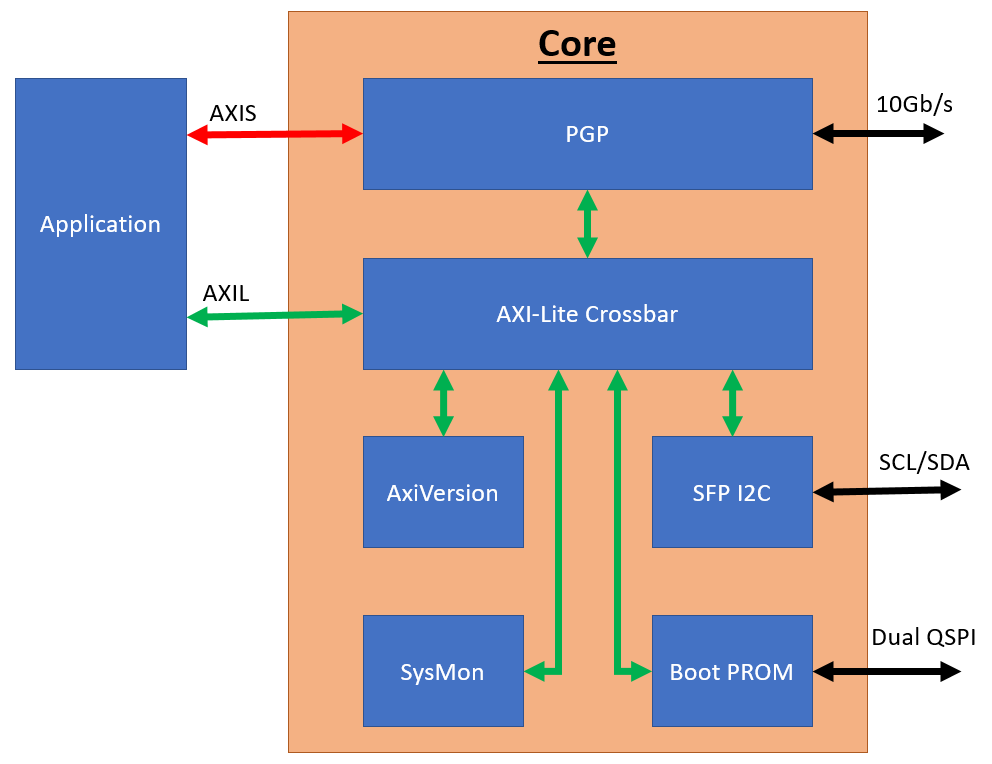 Core
AXIS
PGP
10Gb/s
Application
AXIL
AXI-Lite Crossbar
AxiVersion
SFP I2C
SCL/SDA
SysMon
Boot PROM
Dual QSPI